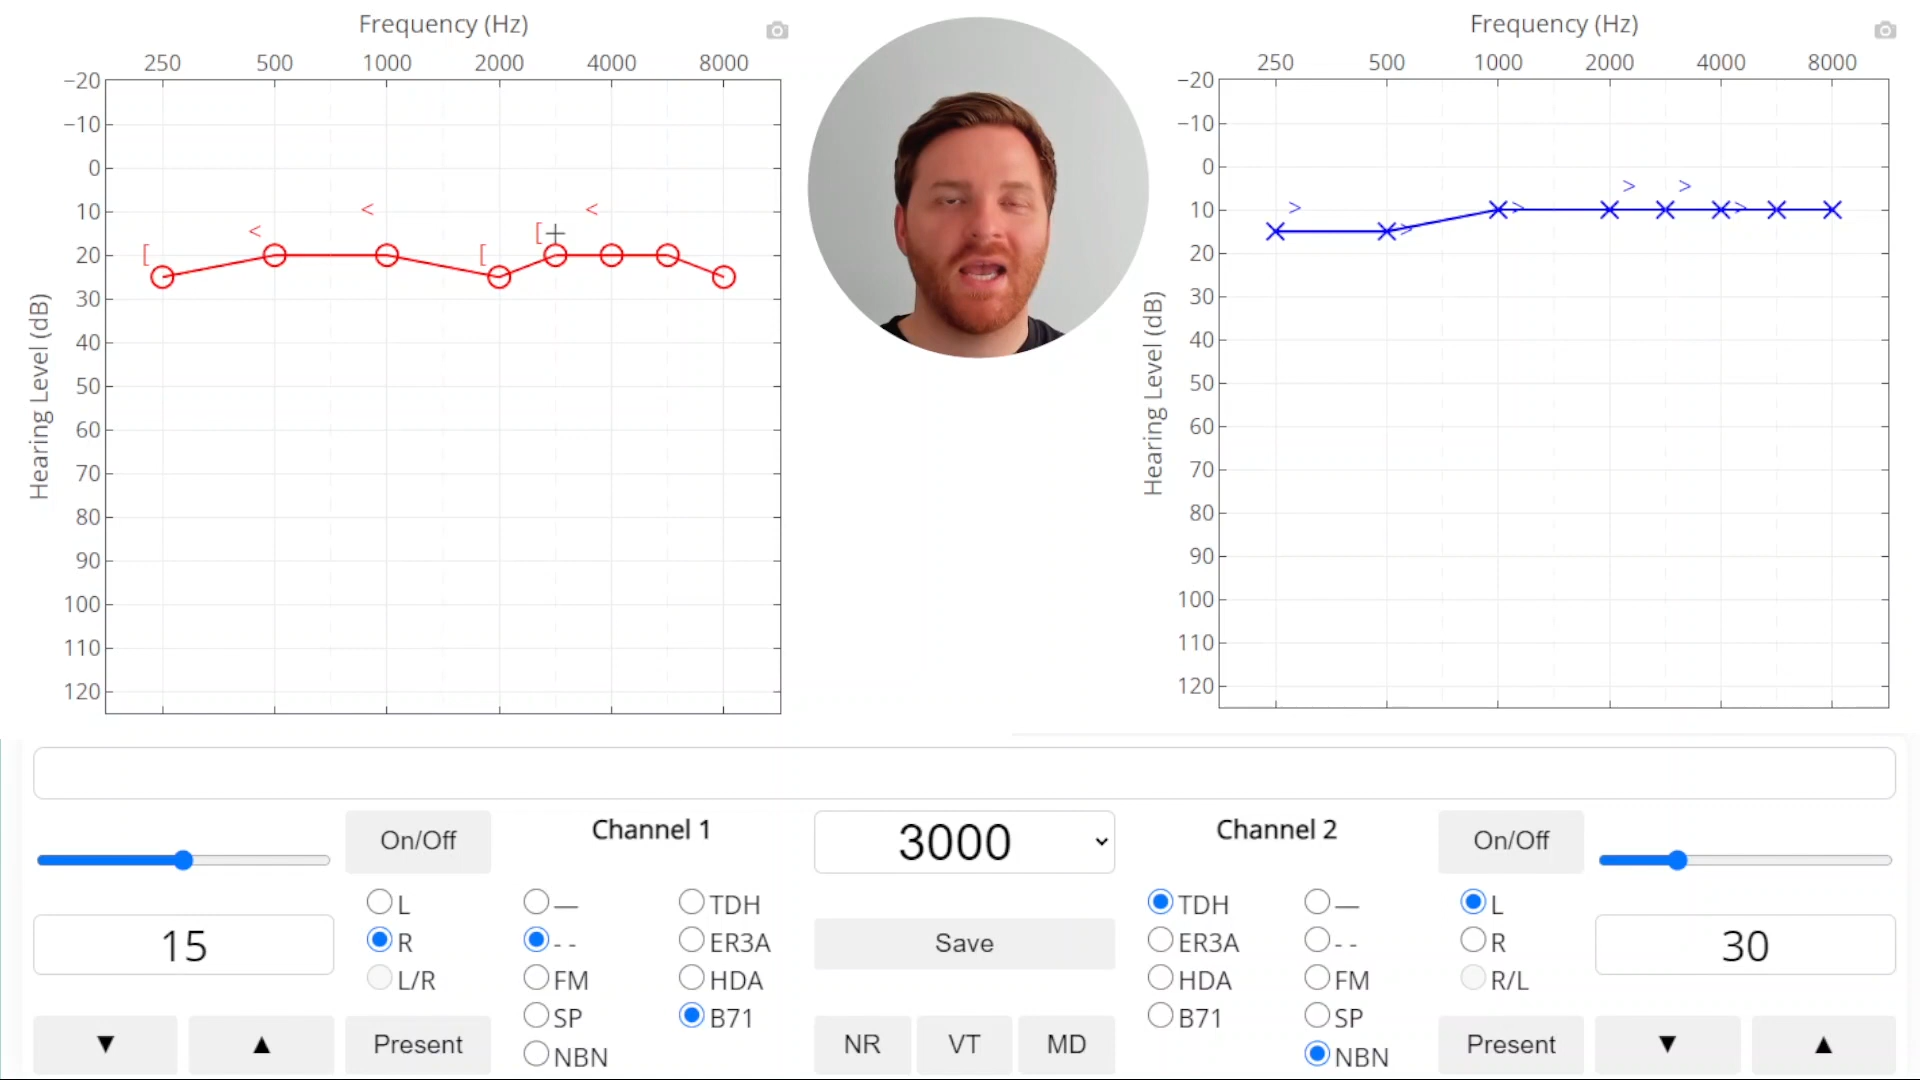 Frequency (Hz)
250 500 1000 2000 4000 8000
−20
−10
0
10
20
30
40
50
60
70
80
90
100
110
120
Hearing Level (dB)
Frequency (Hz)
250 500 1000 2000 4000 8000
−20
−10
0
10
20
30
40
50
60
70
80
90
100
110
120
Hearing Level (dB)
On/Off
Channel 1
3000
Channel 2
On/Off
L
—
TDH
TDH
—
L
15
R
- -
ER3A
Save
ER3A
- -
R
30
L/R
FM
HDA
HDA
FM
R/L
SP
B71
B71
SP
▼ ▲ Present
NBN
NR VT MD
NBN
Present ▼ ▲